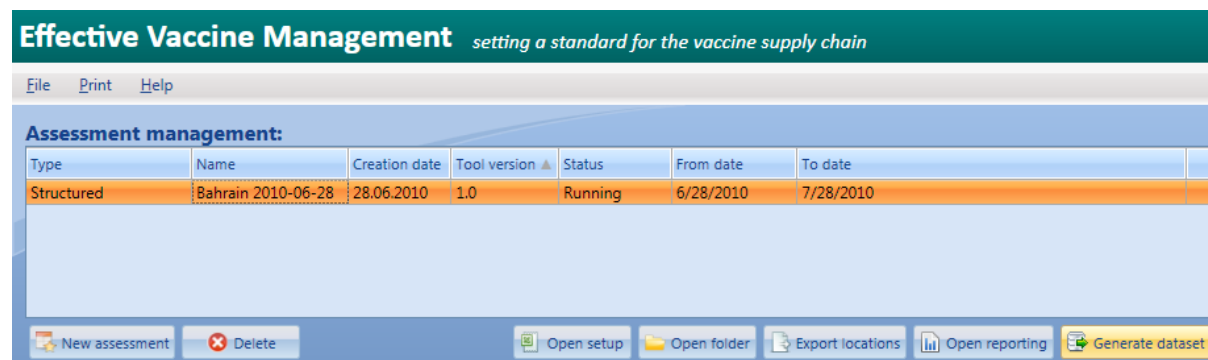 Effective Vaccine Management setting a standard for the vaccine supply chain
File Print Help
Assessment management:
Type Name Creation date Tool version Status From date To date
Structured Bahrain 2010-06-28 28.06.2010 1.0 Running 6/28/2010 7/28/2010
New assessment Delete Open setup Open folder Export locations Open reporting Generate dataset